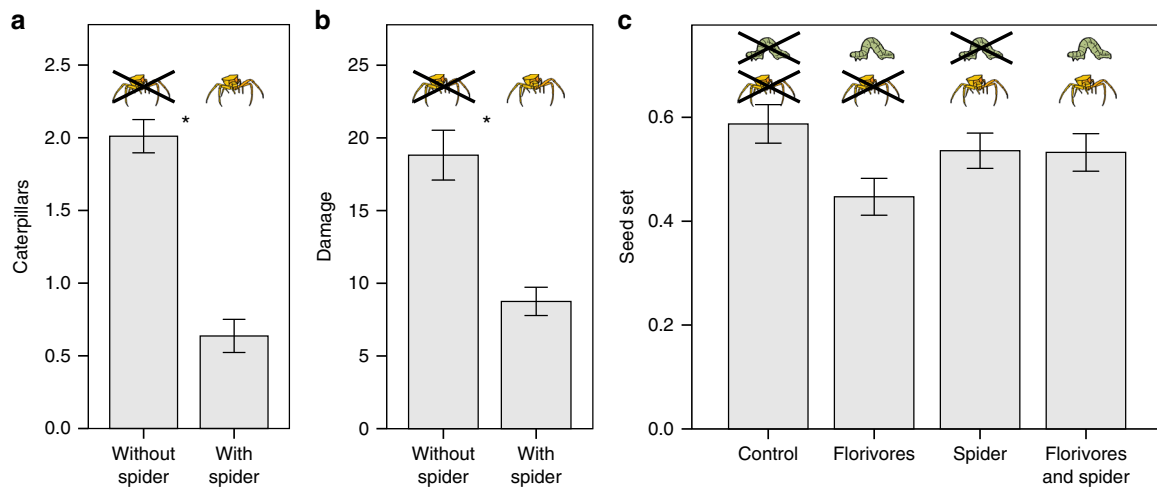 a
Caterpillars
2.5
2.0
1.5
1.0
0.5
0.0
*
Without
spider
With
spider
b
Damage
25
20
15
10
5
0
*
Without
spider
With
spider
c
Seed set
0.6
0.4
0.2
0.0
Control
Florivores
Spider
Florivores
and spider